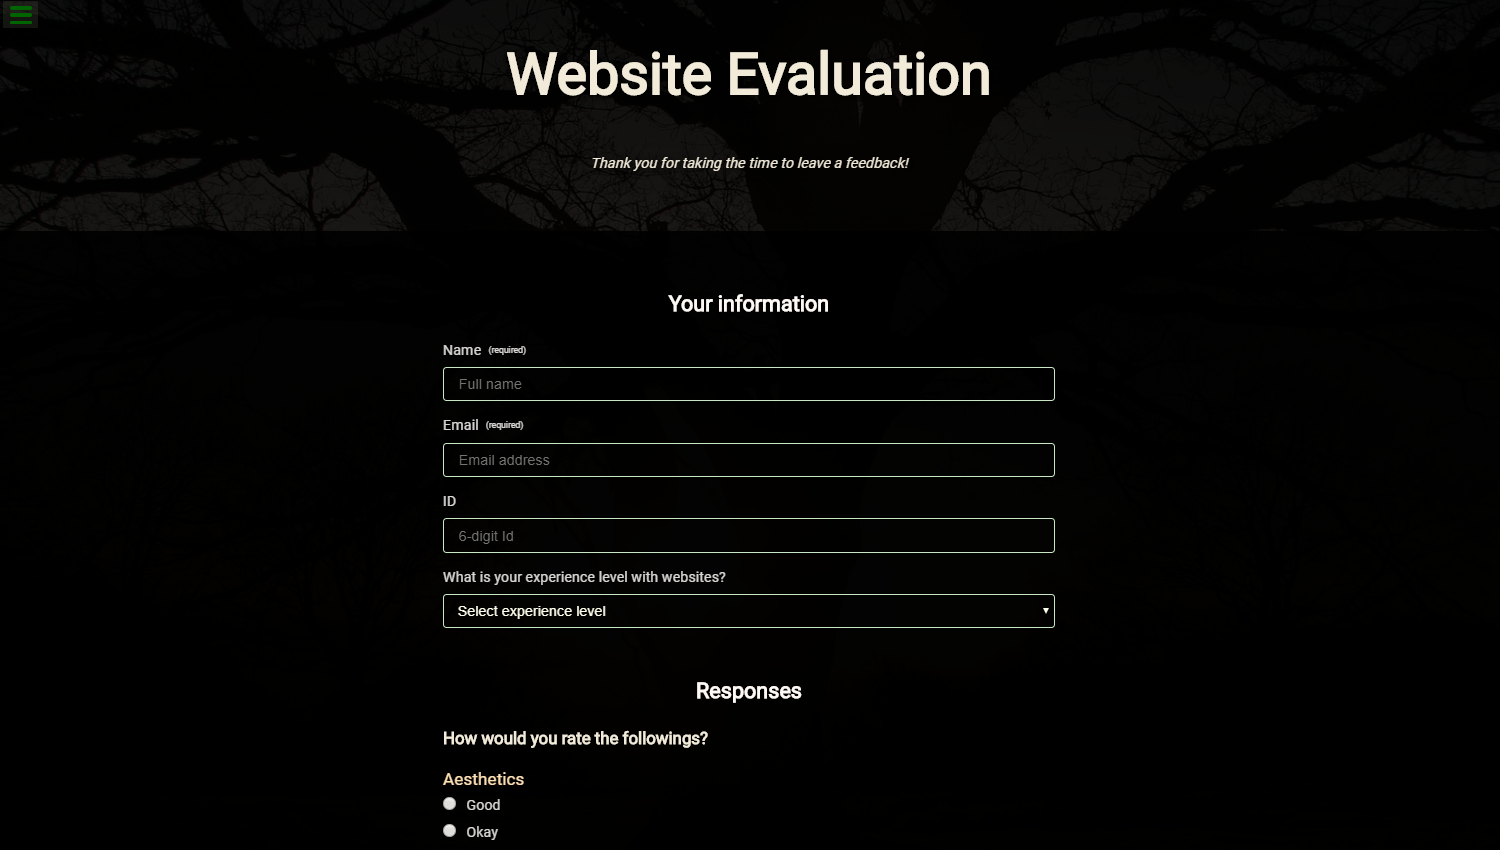 Website Evaluation
Thank you for taking the time to leave a feedback!
Your information
Name (required)
Full name
Email (required)
Email address
ID
6-digit Id
What is your experience level with websites?
Select experience level
Responses
How would you rate the followings?
Aesthetics
Good
Okay